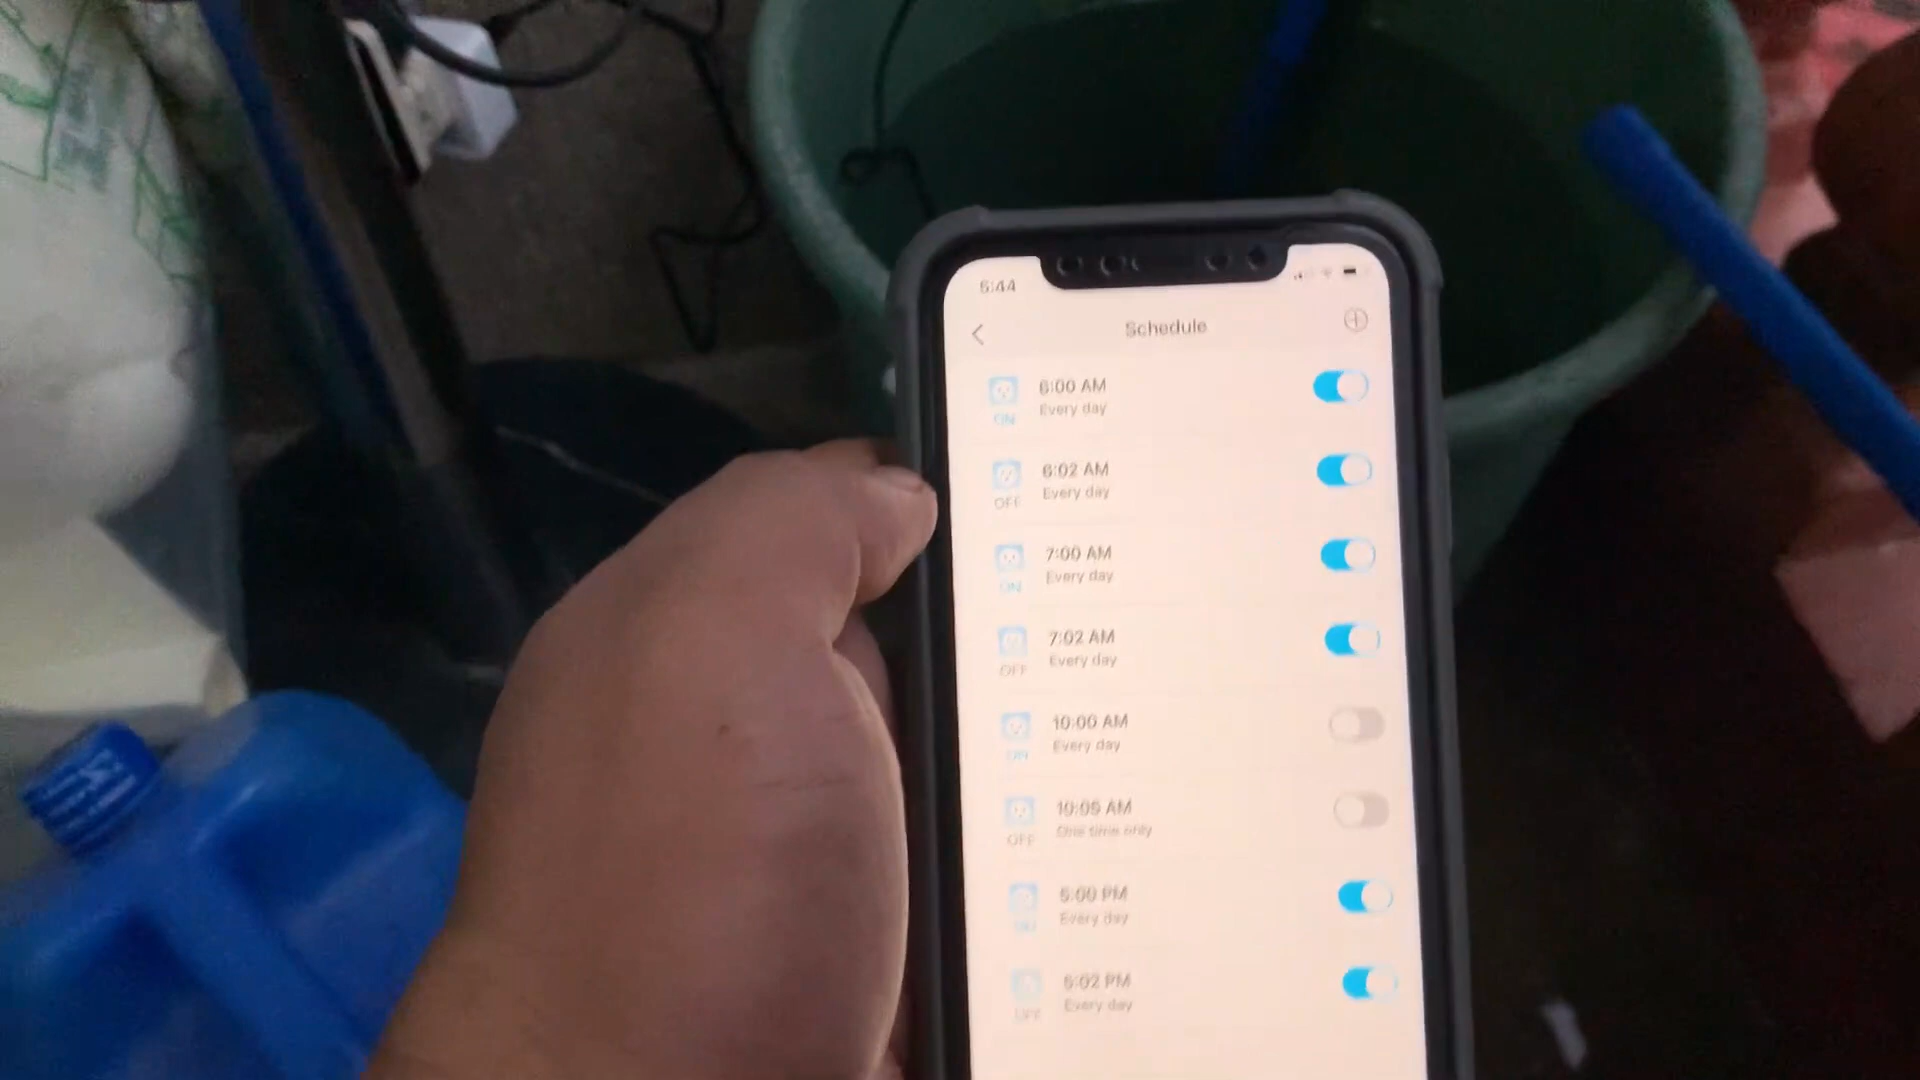 5:44
Schedule
6:00 AM
Every day
ON
6:02 AM
Every day
OFF
7:00 AM
Every day
ON
7:02 AM
Every day
OFF
10:00 AM
Every day
ON
10:05 AM
One time only
OFF
5:00 PM
Every day
ON
5:02 PM
Every day
OFF